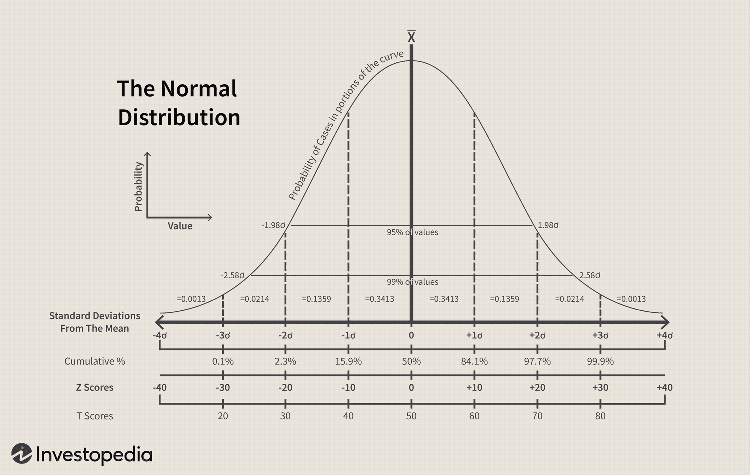 X̅
The Normal
Distribution
Probability of Cases in portions of the curve
Probability
Value
-1.98σ
1.98σ
95% of values
-2.58σ
2.58σ
99% of values
=0.0013 =0.0214 =0.1359 =0.3413 =0.3413 =0.1359 =0.0214 =0.0013
Standard Deviations
From The Mean
-4σ -3σ -2σ -1σ 0 +1σ +2σ +3σ +4σ
Cumulative % 0.1% 2.3% 15.9% 50% 84.1% 97.7% 99.9%
Z Scores -40 -30 -20 -10 0 +10 +20 +30 +40
T Scores 20 30 40 50 60 70 80
Investopedia